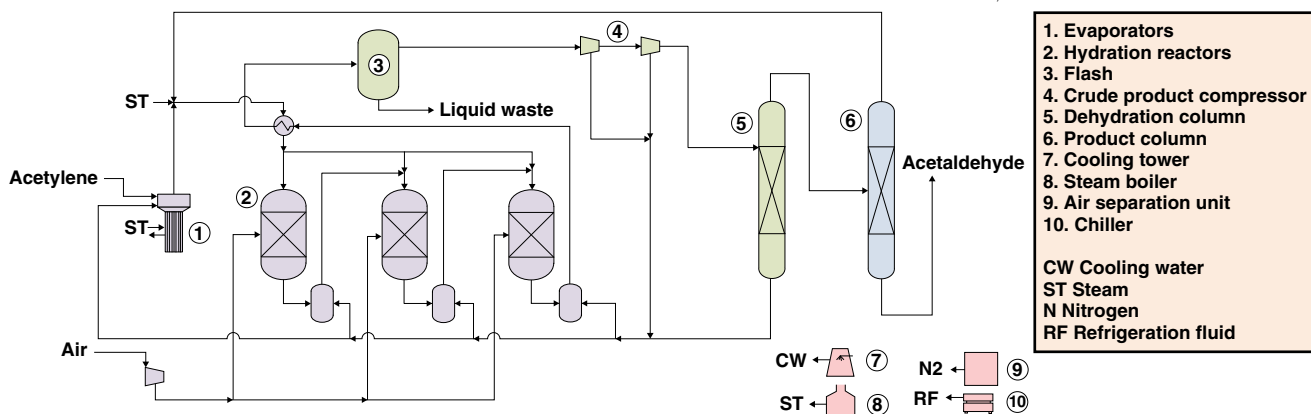 ST
3
4
Liquid waste
5
6
Acetaldehyde
Acetylene
2
ST
1
Air
CW
7
N2
9
ST
8
RF
10
1. Evaporators
2. Hydration reactors
3. Flash
4. Crude product compressor
5. Dehydration column
6. Product column
7. Cooling tower
8. Steam boiler
9. Air separation unit
10. Chiller
CW Cooling water
ST Steam
N Nitrogen
RF Refrigeration fluid